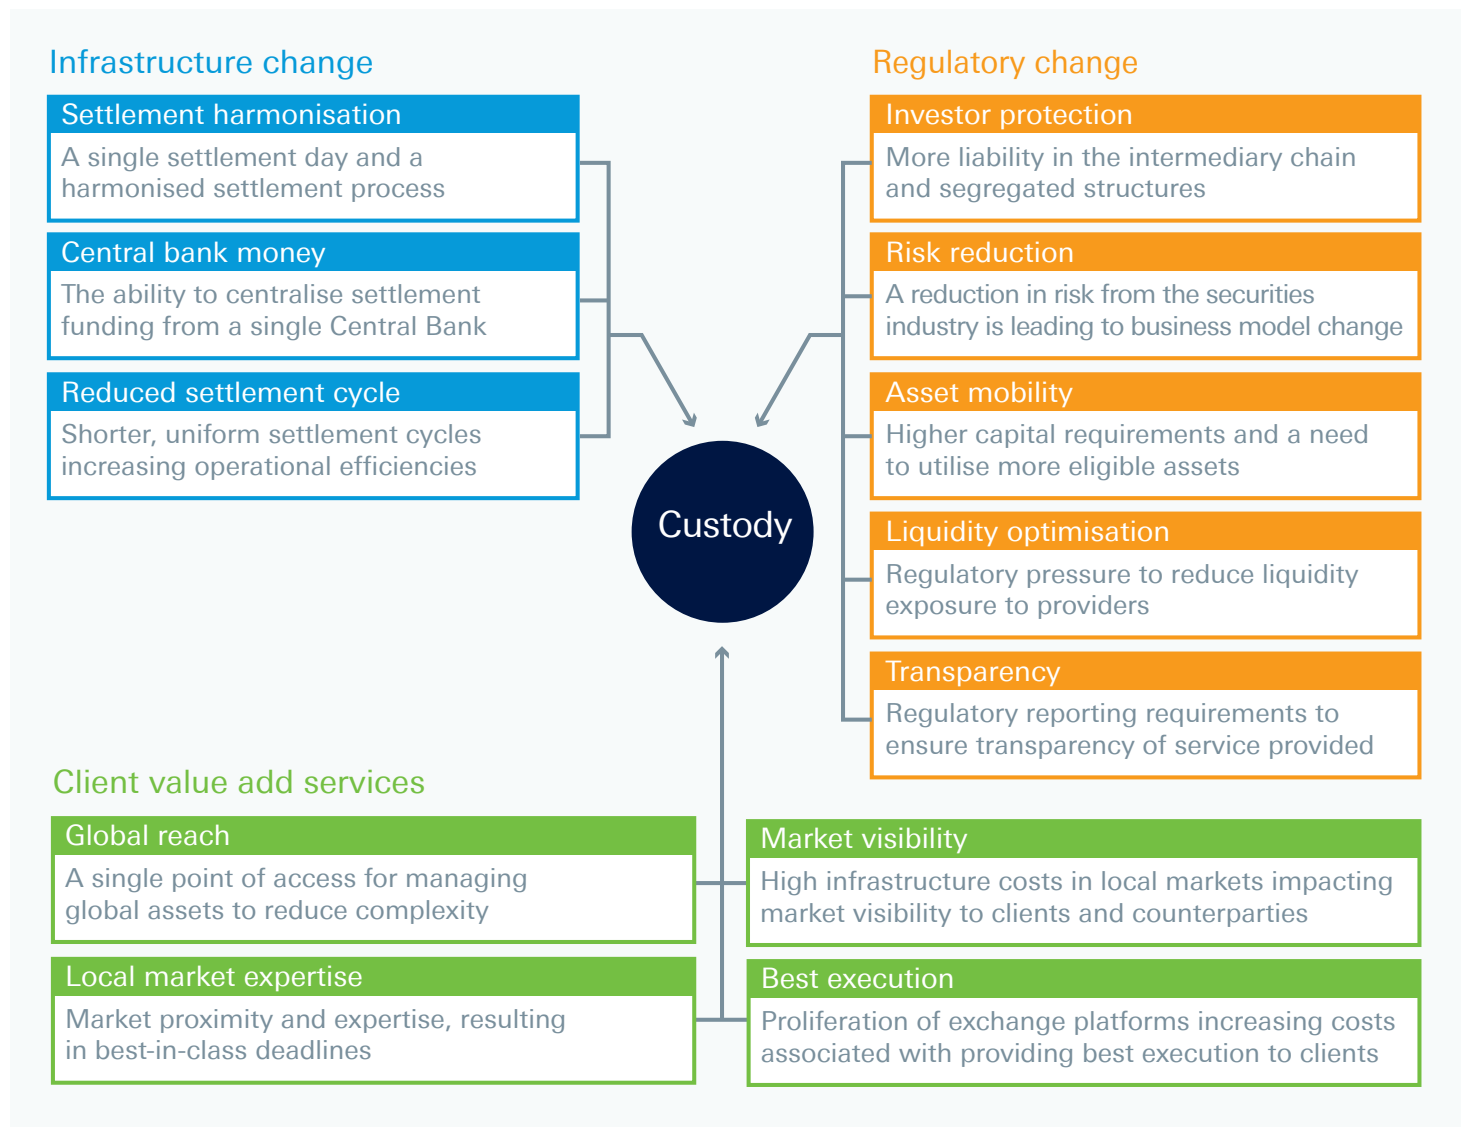 Infrastructure change
Settlement harmonisation
A single settlement day and a
harmonised settlement process
Central bank money
The ability to centralise settlement
funding from a single Central Bank
Reduced settlement cycle
Shorter, uniform settlement cycles
increasing operational efficiencies
Regulatory change
Investor protection
More liability in the intermediary chain
and segregated structures
Risk reduction
A reduction in risk from the securities
industry is leading to business model change
Asset mobility
Higher capital requirements and a need
to utilise more eligible assets
Liquidity optimisation
Regulatory pressure to reduce liquidity
exposure to providers
Transparency
Regulatory reporting requirements to
ensure transparency of service provided
Custody
Client value add services
Global reach
A single point of access for managing
global assets to reduce complexity
Local market expertise
Market proximity and expertise, resulting
in best-in-class deadlines
Market visibility
High infrastructure costs in local markets impacting
market visibility to clients and counterparties
Best execution
Proliferation of exchange platforms increasing costs
associated with providing best execution to clients